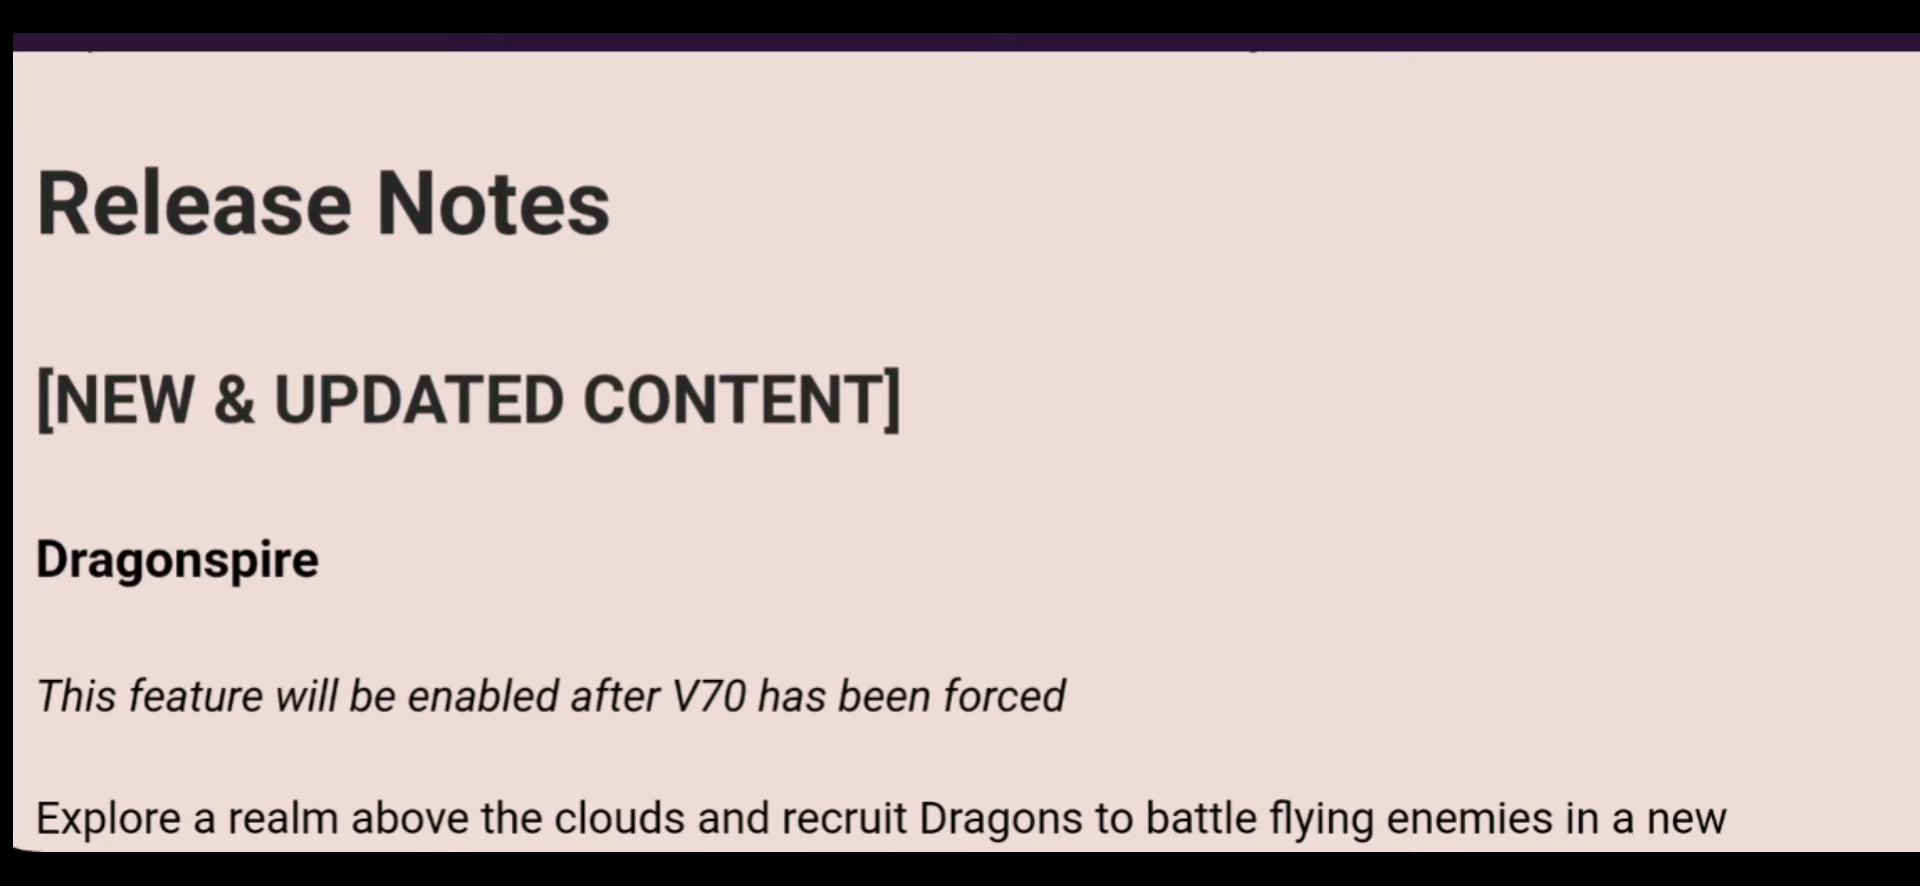 Release Notes
[NEW & UPDATED CONTENT]
Dragonspire
This feature will be enabled after V70 has been forced
Explore a realm above the clouds and recruit Dragons to battle flying enemies in a new